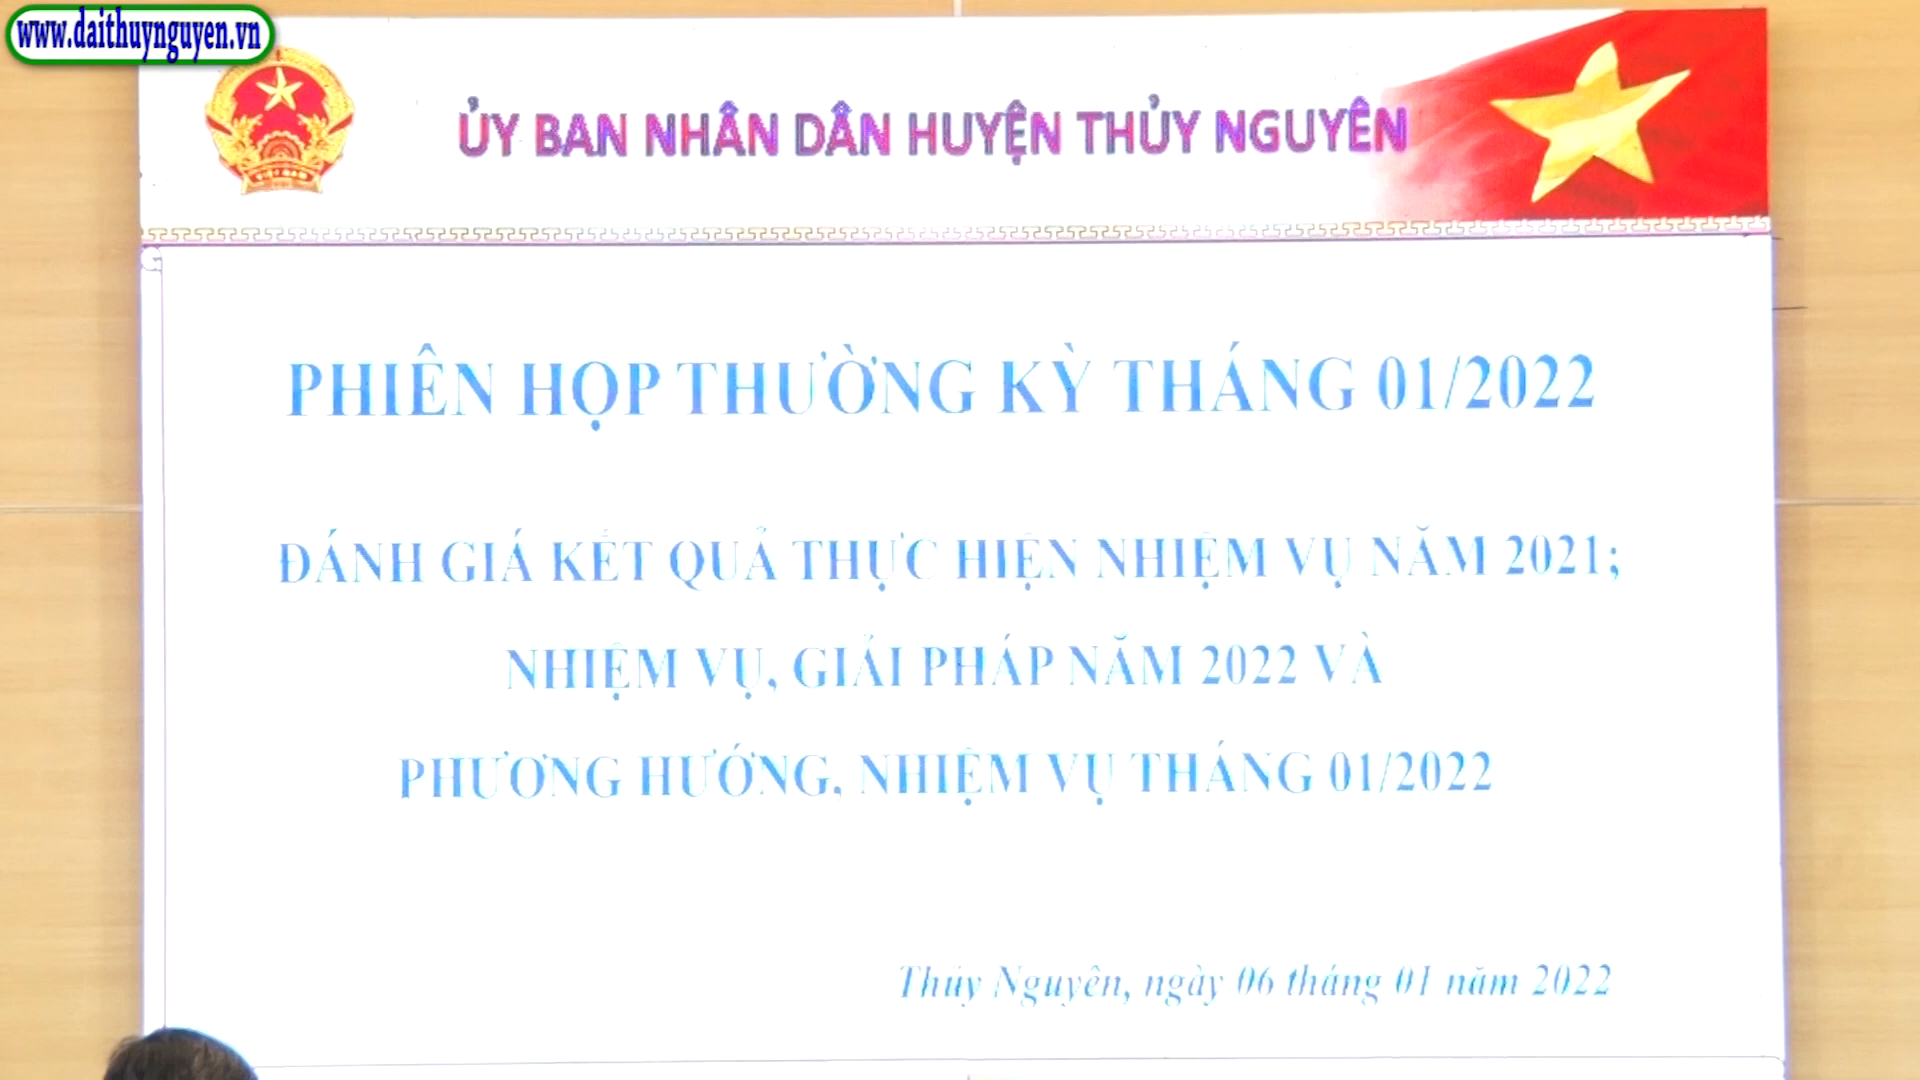 www.daithuynguyen.vn
ỦY BAN NHÂN DÂN HUYỆN THỦY NGUYÊN
PHIÊN HỌP THƯỜNG KỲ THÁNG 01/2022
ĐÁNH GIÁ KẾT QUẢ THỰC HIỆN NHIỆM VỤ NĂM 2021;
NHIỆM VỤ, GIẢI PHÁP NĂM 2022 VÀ
PHƯƠNG HƯỚNG, NHIỆM VỤ THÁNG 01/2022
Thủy Nguyên, ngày 06 tháng 01 năm 2022